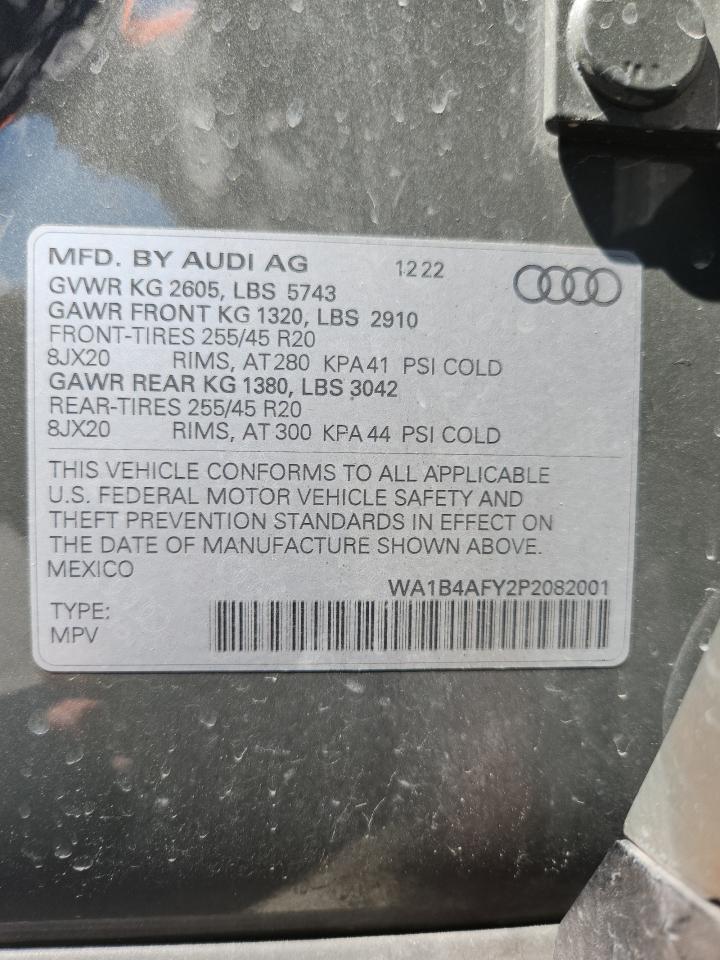 MFD. BY AUDI AG 12 22
GVWR KG 2605, LBS 5743
GAWR FRONT KG 1320, LBS 2910
FRONT-TIRES 255/45 R20
8JX20 RIMS, AT 280 KPA 41 PSI COLD
GAWR REAR KG 1380, LBS 3042
REAR-TIRES 255/45 R20
8JX20 RIMS, AT 300 KPA 44 PSI COLD
THIS VEHICLE CONFORMS TO ALL APPLICABLE
U.S. FEDERAL MOTOR VEHICLE SAFETY AND
THEFT PREVENTION STANDARDS IN EFFECT ON
THE DATE OF MANUFACTURE SHOWN ABOVE.
MEXICO
WA1B4AFY2P2082001
TYPE:
MPV